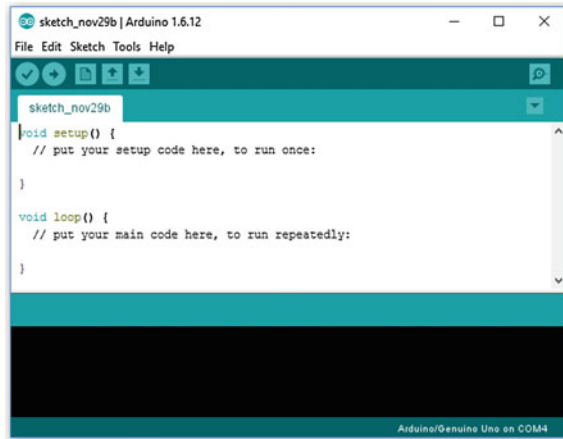 sketch_nov29b | Arduino 1.6.12
File Edit Sketch Tools Help
sketch_nov29b
void setup() {
  // put your setup code here, to run once:
}
void loop() {
  // put your main code here, to run repeatedly:
}
Arduino/Genuino Uno on COM4